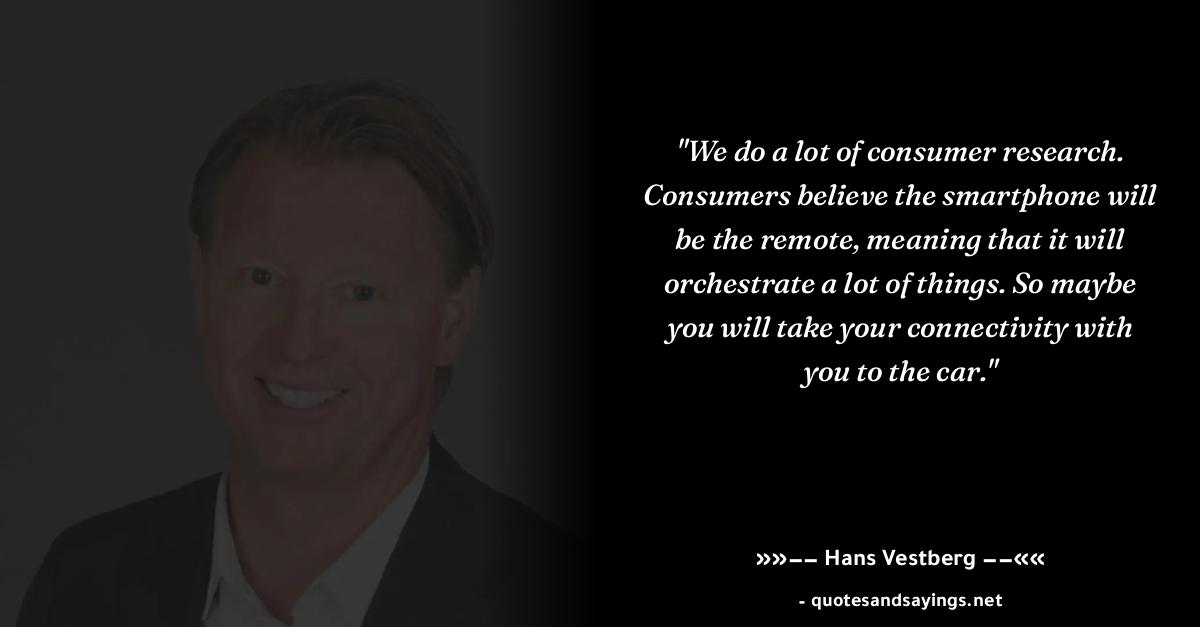 "We do a lot of consumer research.
Consumers believe the smartphone will
be the remote, meaning that it will
orchestrate a lot of things. So maybe
you will take your connectivity with
you to the car."
»»−− Hans Vestberg −−««
- quotesandsayings.net